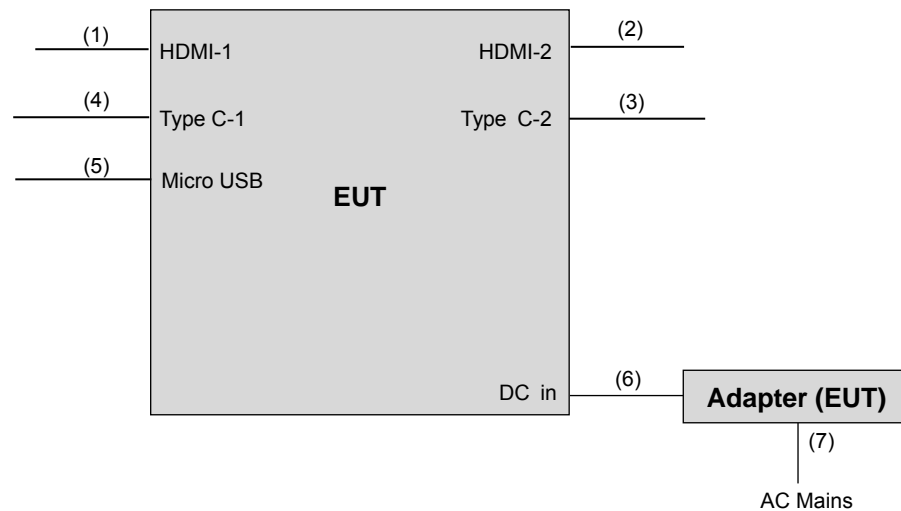 (1)
HDMI-1
HDMI-2
(2)
(4)
Type C-1
Type C-2
(3)
(5)
Micro USB
EUT
DC in
(6)
Adapter (EUT)
(7)
AC Mains